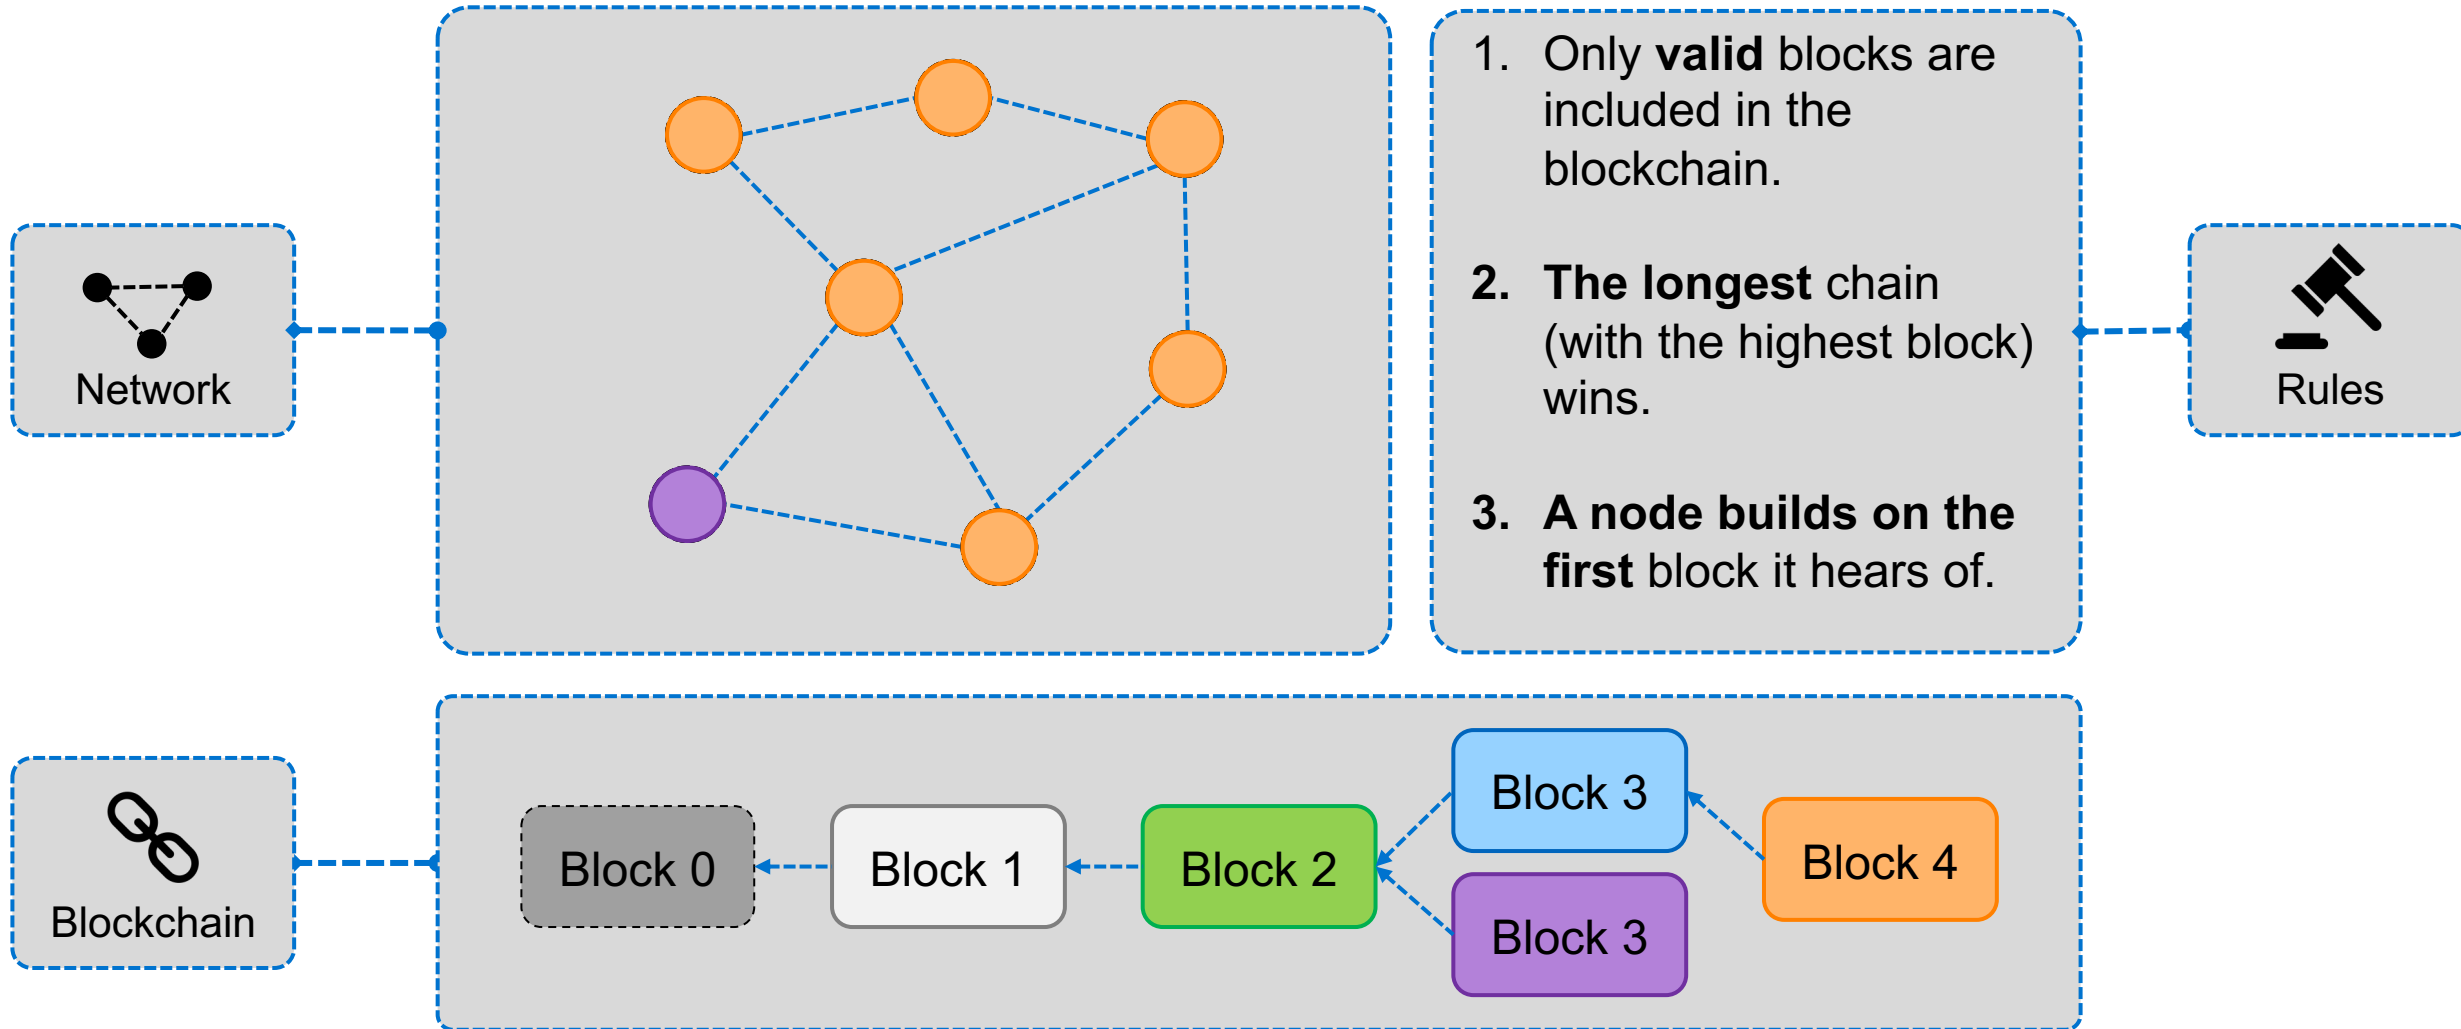 Network
1. Only valid blocks are
included in the
blockchain.
2. The longest chain
(with the highest block)
wins.
3. A node builds on the
first block it hears of.
Rules
Blockchain
Block 0
Block 1
Block 2
Block 3
Block 3
Block 4